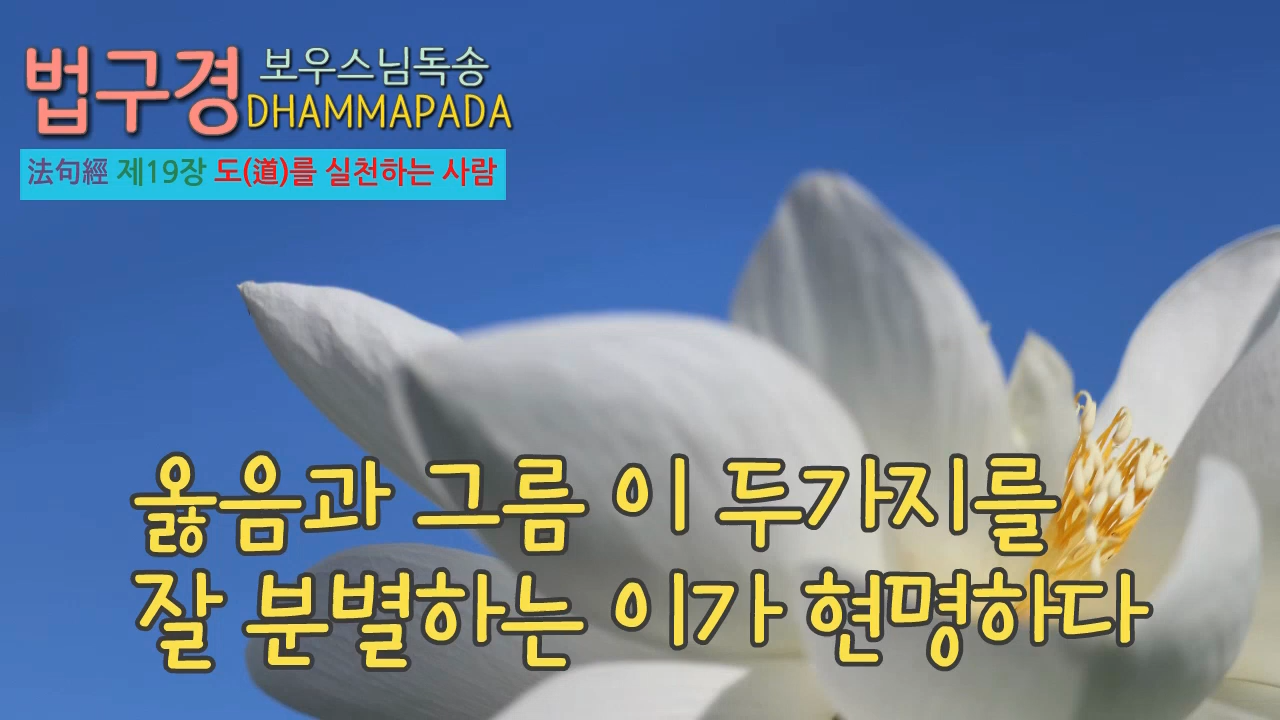 법구경 보우스님독송
DHAMMAPADA
法句經 제19장 도(道)를 실천하는 사람
옳음과 그름 이 두가지를
잘 분별하는 이가 현명하다